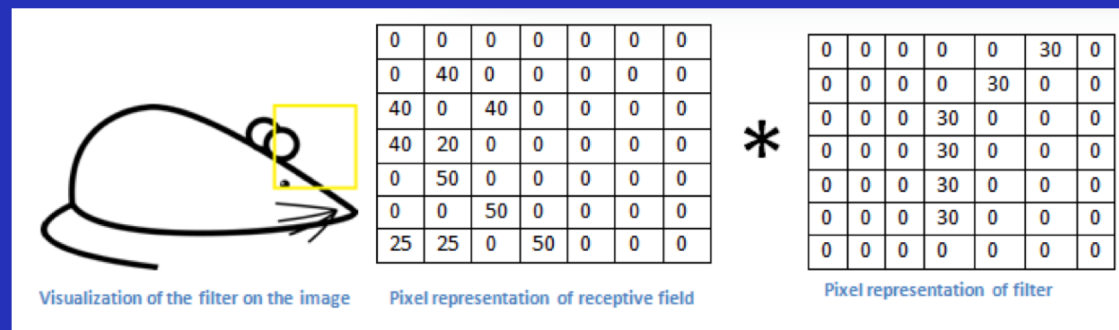 0 0 0 0 0 0 0
0 40 0 0 0 0 0
40 0 40 0 0 0 0
40 20 0 0 0 0 0
0 50 0 0 0 0 0
0 0 50 0 0 0 0
25 25 0 50 0 0 0
*
0 0 0 0 0 30 0
0 0 0 0 30 0 0
0 0 0 30 0 0 0
0 0 0 30 0 0 0
0 0 0 30 0 0 0
0 0 0 30 0 0 0
0 0 0 0 0 0 0
Visualization of the filter on the image
Pixel representation of receptive field
Pixel representation of filter